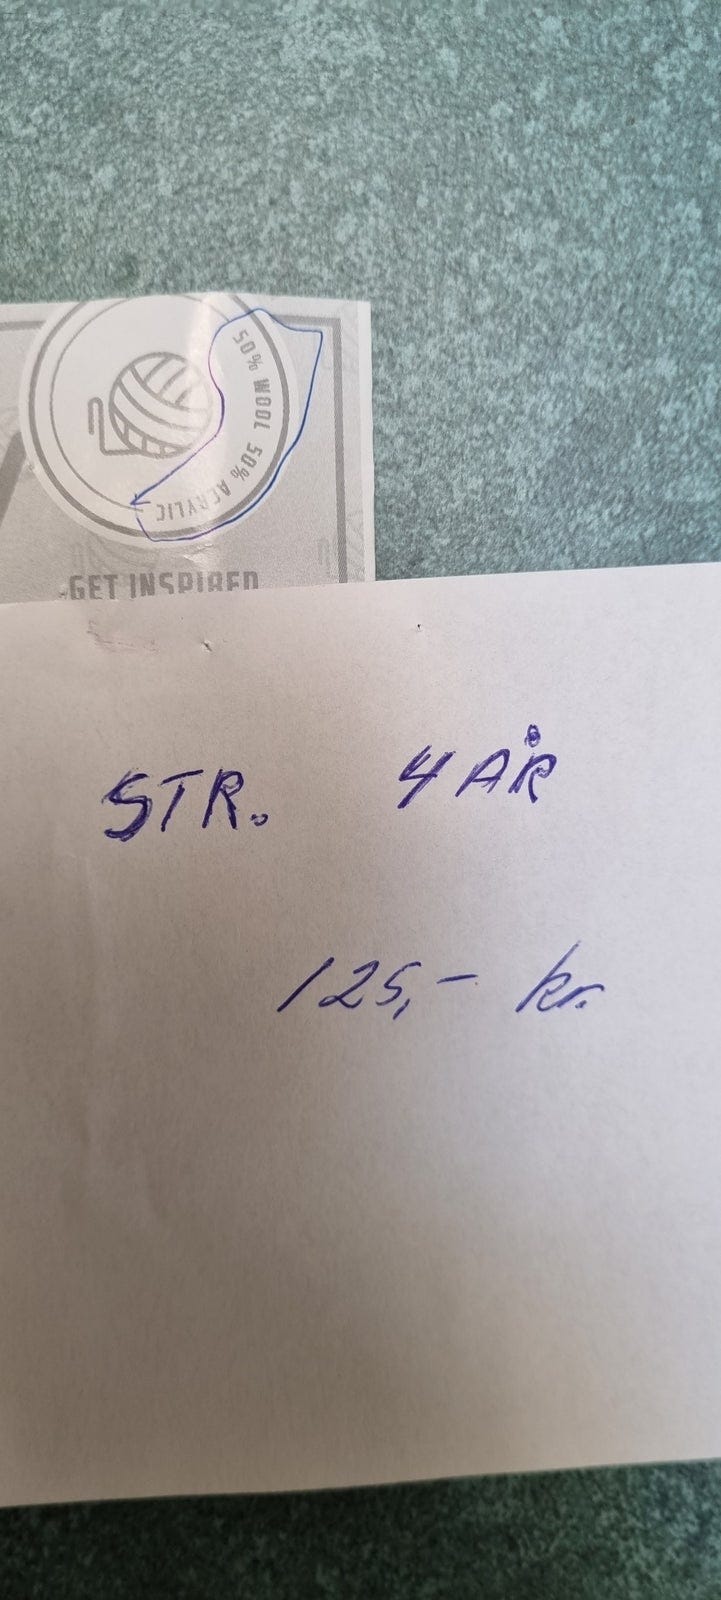 50% WOOL 50% ACRYLIC
GET INSPIRED
STR. 4 ÅR
125,- kr.